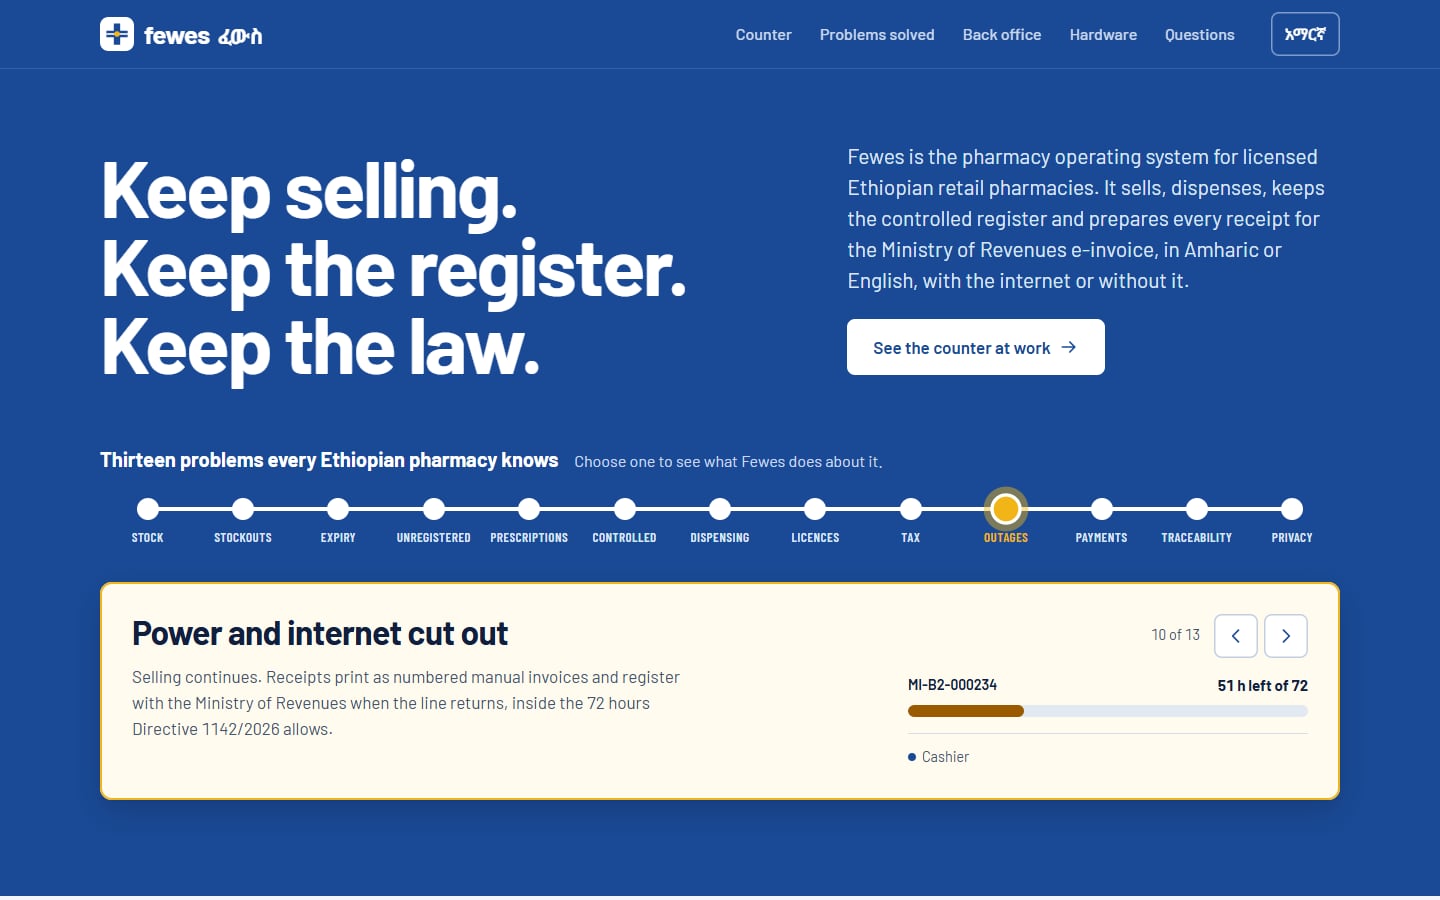 fewes ፈውስ
Counter
Problems solved
Back office
Hardware
Questions
አማርኛ
Keep selling.
Keep the register.
Keep the law.
Fewes is the pharmacy operating system for licensed
Ethiopian retail pharmacies. It sells, dispenses, keeps
the controlled register and prepares every receipt for
the Ministry of Revenues e-invoice, in Amharic or
English, with the internet or without it.
See the counter at work
Thirteen problems every Ethiopian pharmacy knows
Choose one to see what Fewes does about it.
STOCK
STOCKOUTS
EXPIRY
UNREGISTERED
PRESCRIPTIONS
CONTROLLED
DISPENSING
LICENCES
TAX
OUTAGES
PAYMENTS
TRACEABILITY
PRIVACY
Power and internet cut out
Selling continues. Receipts print as numbered manual invoices and register
with the Ministry of Revenues when the line returns, inside the 72 hours
Directive 1142/2026 allows.
10 of 13
MI-B2-000234
51 h left of 72
Cashier